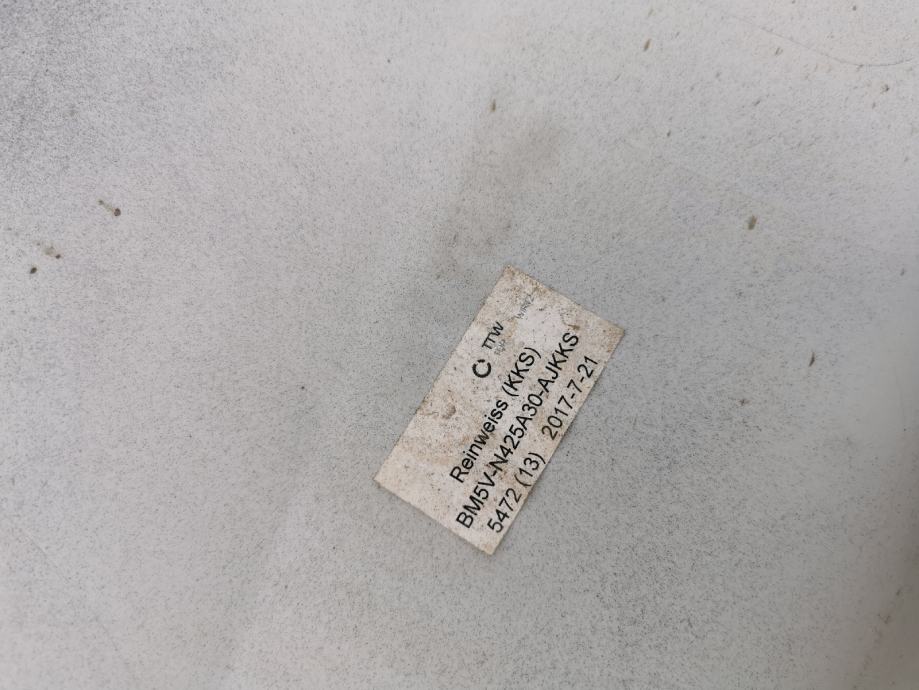 TTW
Reinweiss (KKS)
BM5V-N425A30-AJKKS
5472 (13) 2017-7-21